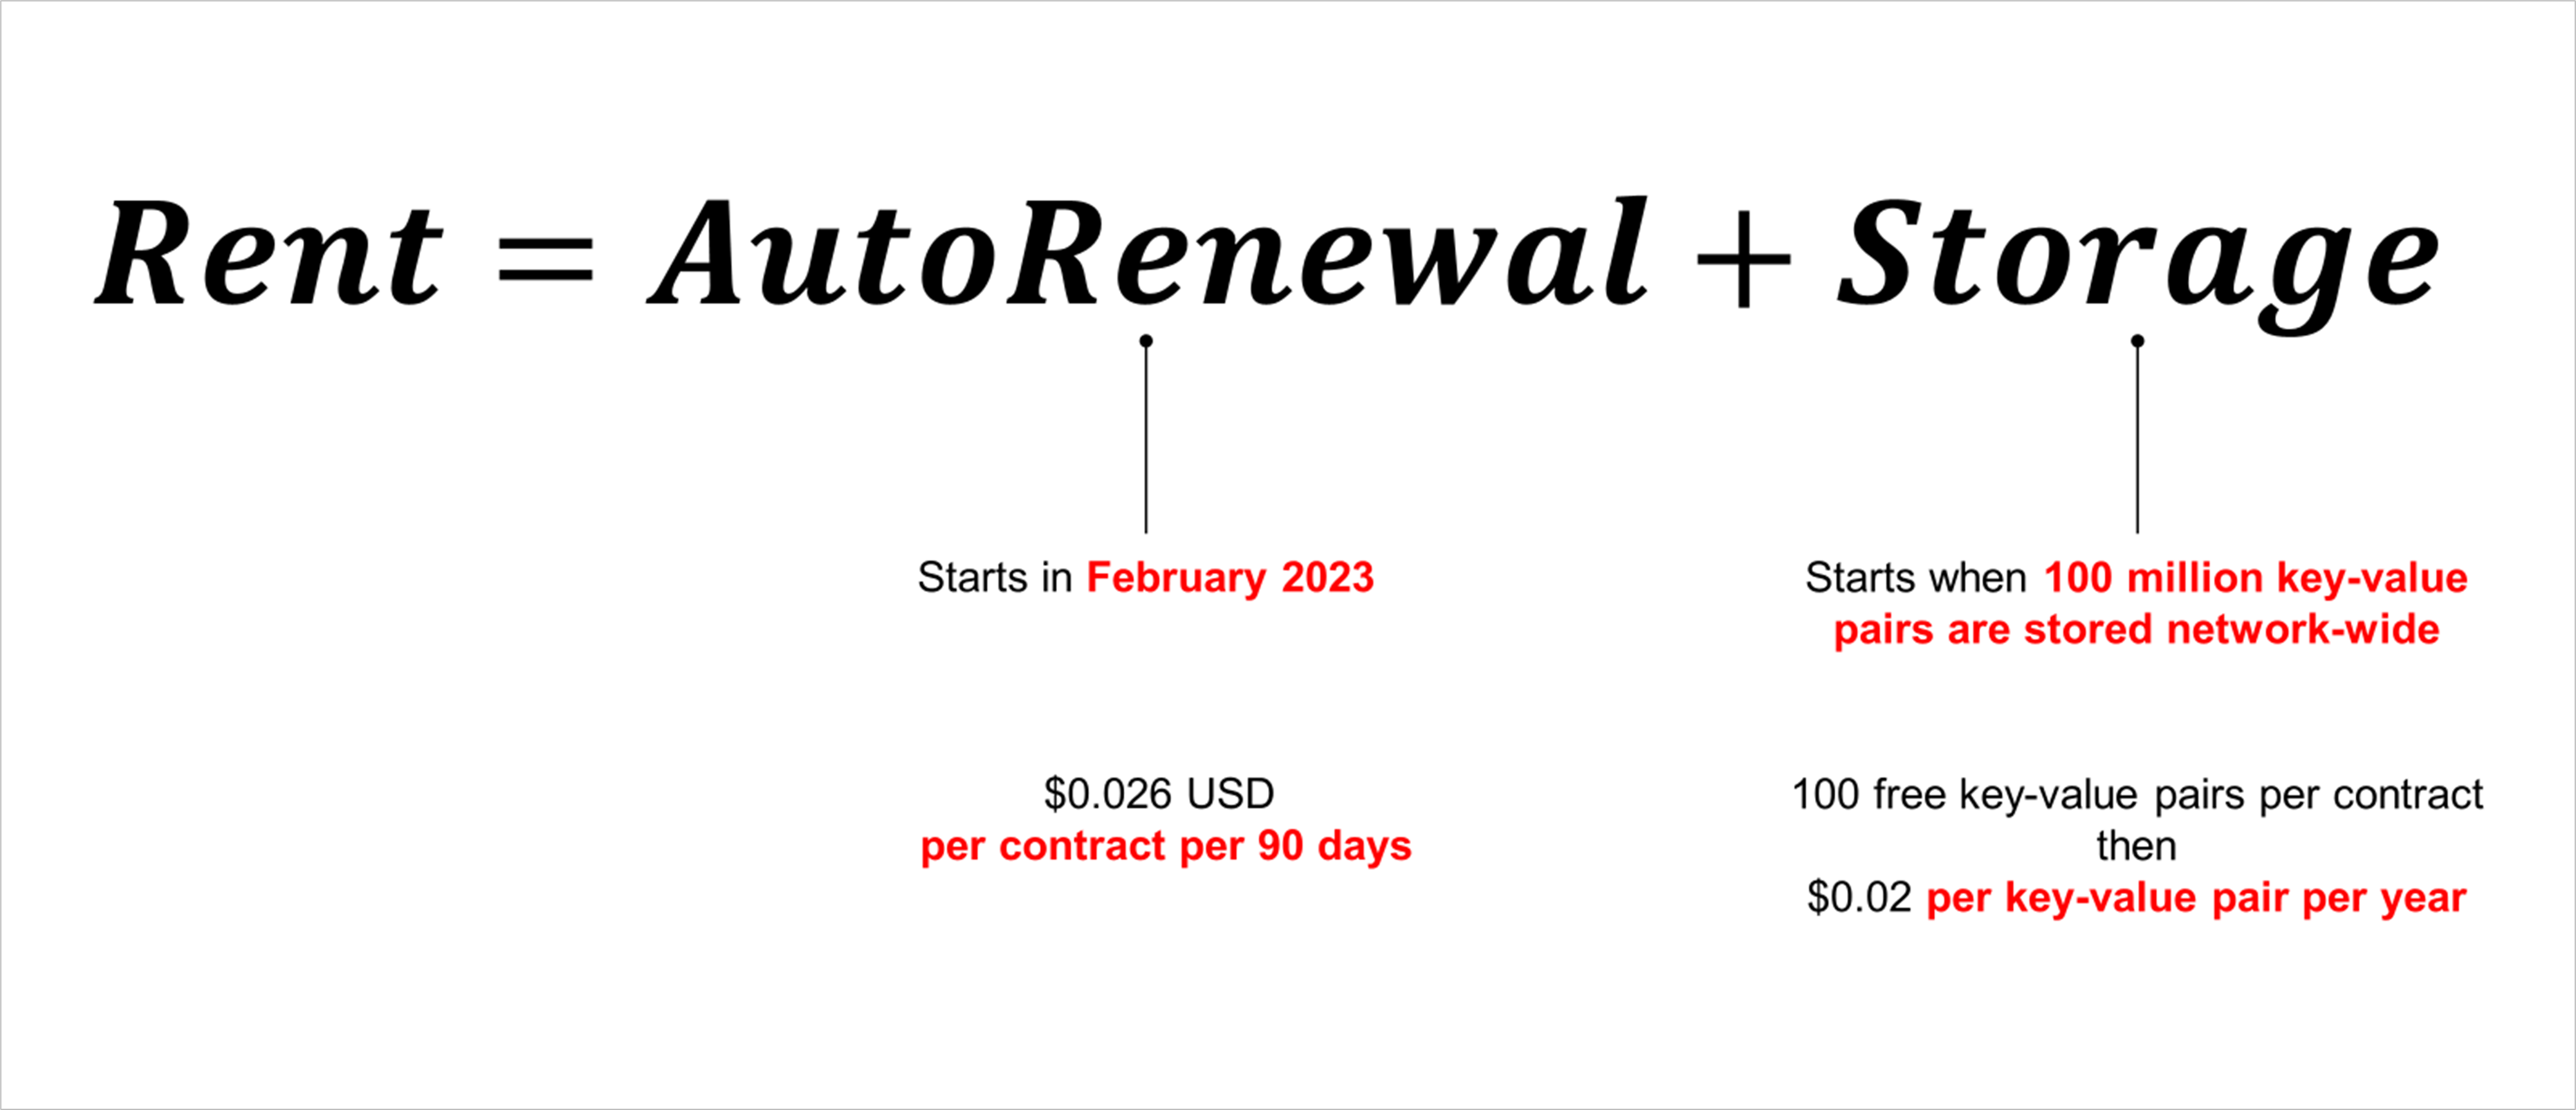 Rent = AutoRenewal + Storage
Starts in February 2023
$0.026 USD
per contract per 90 days
Starts when 100 million key-value
pairs are stored network-wide
100 free key-value pairs per contract
then
$0.02 per key-value pair per year